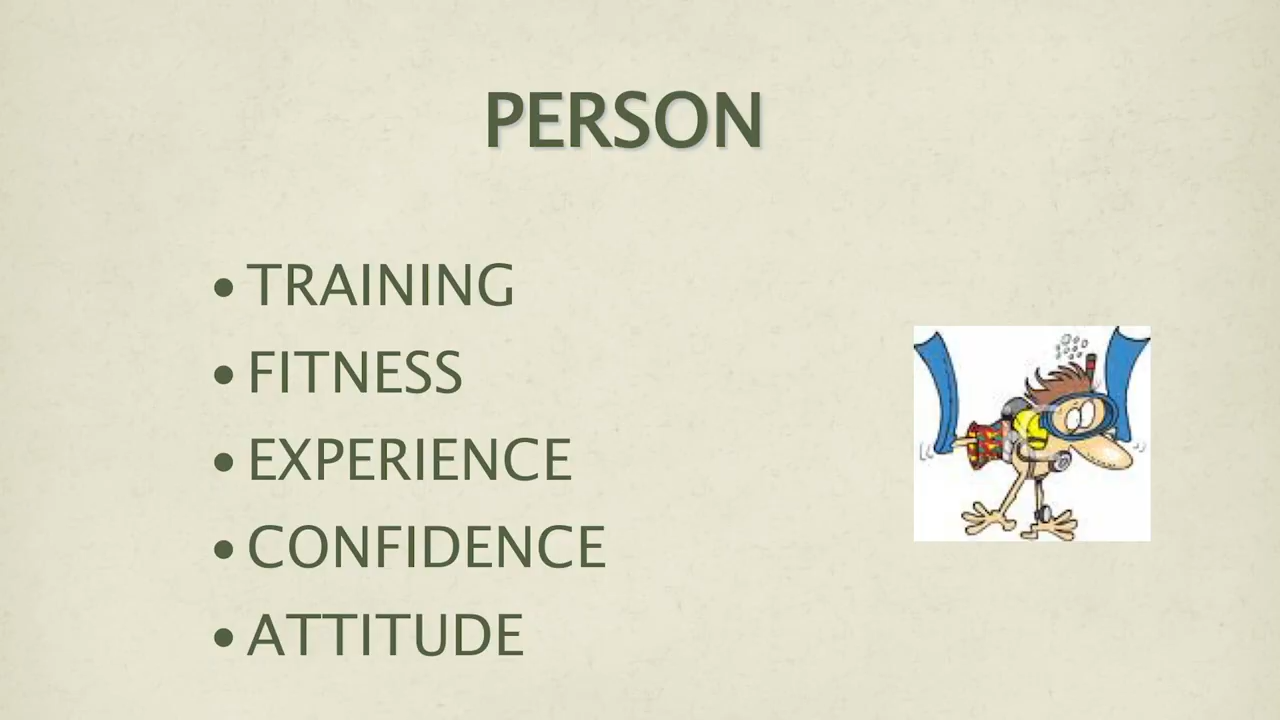 PERSON
• TRAINING
• FITNESS
• EXPERIENCE
• CONFIDENCE
• ATTITUDE